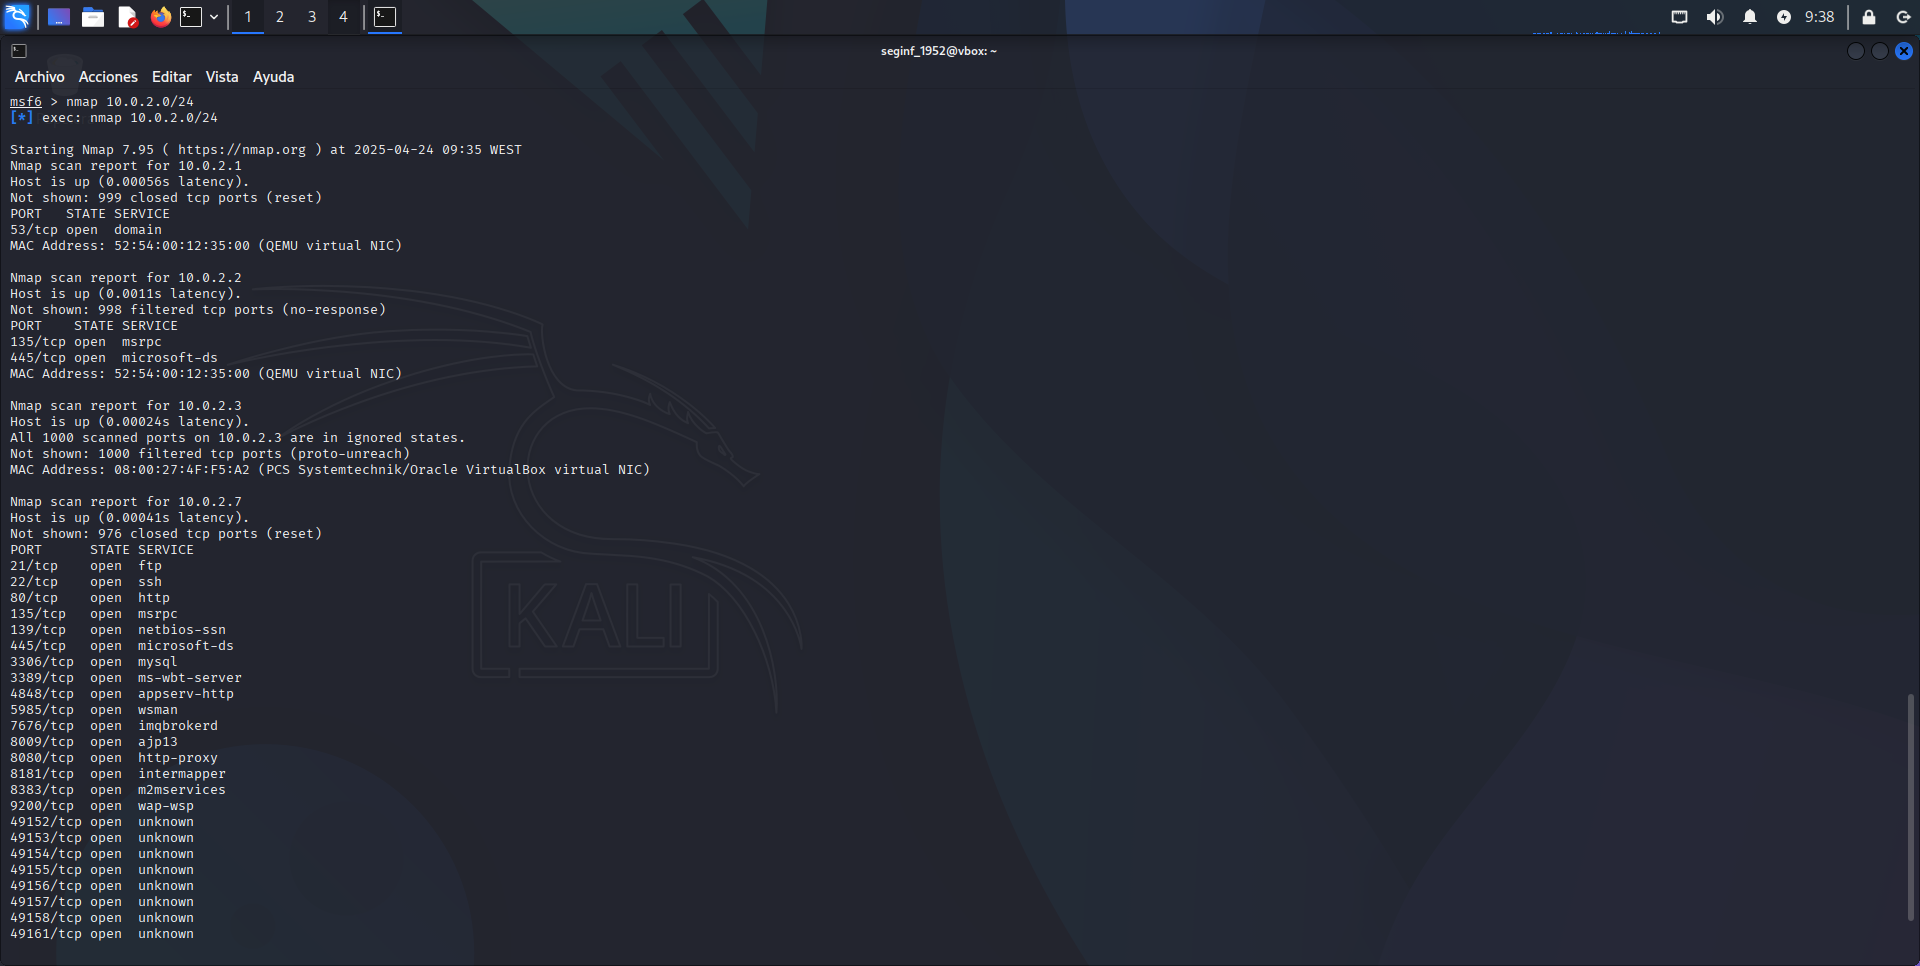 1 2 3 4
9:38
seginf_1952@vbox: ~
Archivo Acciones Editar Vista Ayuda
msf6 > nmap 10.0.2.0/24
[*] exec: nmap 10.0.2.0/24
Starting Nmap 7.95 ( https://nmap.org ) at 2025-04-24 09:35 WEST
Nmap scan report for 10.0.2.1
Host is up (0.00056s latency).
Not shown: 999 closed tcp ports (reset)
PORT   STATE SERVICE
53/tcp open  domain
MAC Address: 52:54:00:12:35:00 (QEMU virtual NIC)
Nmap scan report for 10.0.2.2
Host is up (0.0011s latency).
Not shown: 998 filtered tcp ports (no-response)
PORT    STATE SERVICE
135/tcp open  msrpc
445/tcp open  microsoft-ds
MAC Address: 52:54:00:12:35:00 (QEMU virtual NIC)
Nmap scan report for 10.0.2.3
Host is up (0.00024s latency).
All 1000 scanned ports on 10.0.2.3 are in ignored states.
Not shown: 1000 filtered tcp ports (proto-unreach)
MAC Address: 08:00:27:4F:F5:A2 (PCS Systemtechnik/Oracle VirtualBox virtual NIC)
Nmap scan report for 10.0.2.7
Host is up (0.00041s latency).
Not shown: 976 closed tcp ports (reset)
PORT      STATE SERVICE
21/tcp    open  ftp
22/tcp    open  ssh
80/tcp    open  http
135/tcp   open  msrpc
139/tcp   open  netbios-ssn
445/tcp   open  microsoft-ds
3306/tcp  open  mysql
3389/tcp  open  ms-wbt-server
4848/tcp  open  appserv-http
5985/tcp  open  wsman
7676/tcp  open  imqbrokerd
8009/tcp  open  ajp13
8080/tcp  open  http-proxy
8181/tcp  open  intermapper
8383/tcp  open  m2mservices
9200/tcp  open  wap-wsp
49152/tcp open  unknown
49153/tcp open  unknown
49154/tcp open  unknown
49155/tcp open  unknown
49156/tcp open  unknown
49157/tcp open  unknown
49158/tcp open  unknown
49161/tcp open  unknown
KALI